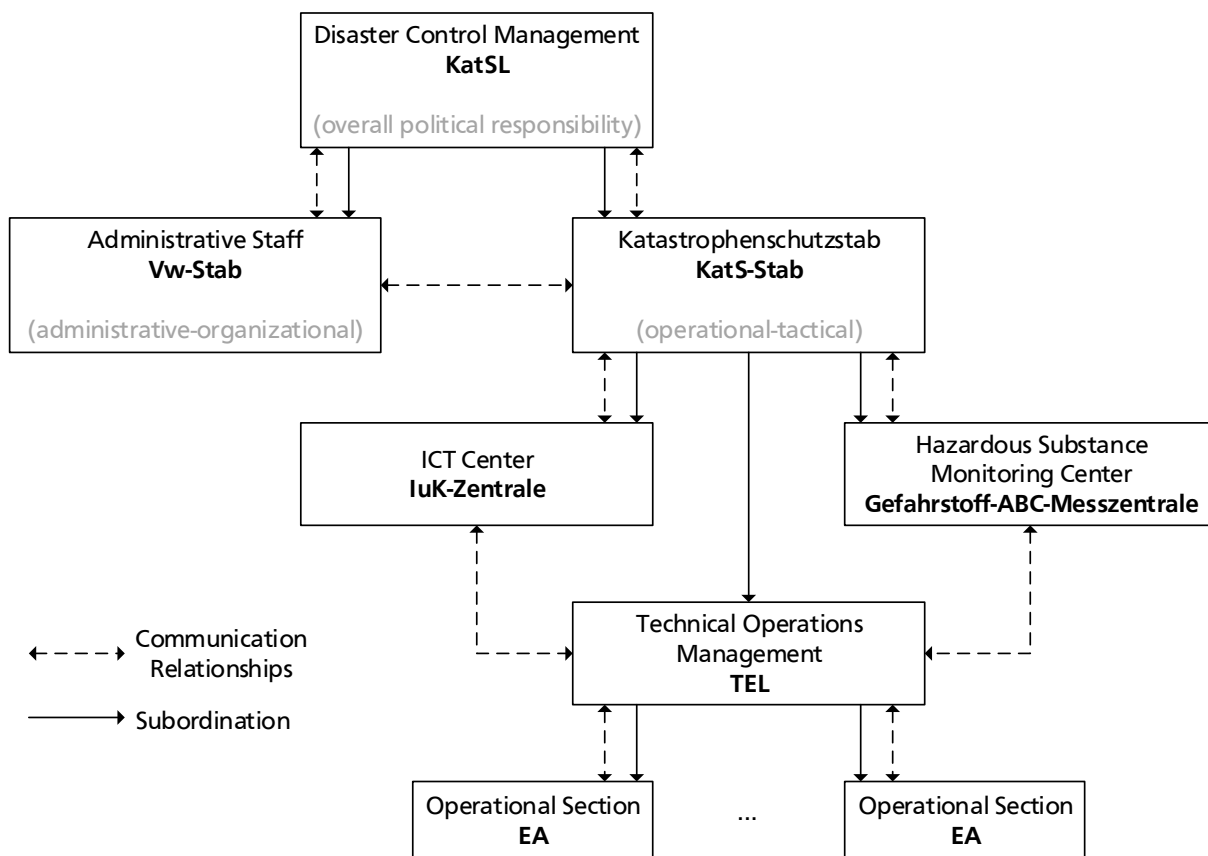 Disaster Control Management
KatSL
(overall political responsibility)
Administrative Staff
Vw-Stab
(administrative-organizational)
Katastrophenschutzstab
KatS-Stab
(operational-tactical)
ICT Center
IuK-Zentrale
Hazardous Substance
Monitoring Center
Gefahrstoff-ABC-Messzentrale
Technical Operations
Management
TEL
Communication
Relationships
Subordination
Operational Section
EA
...
Operational Section
EA